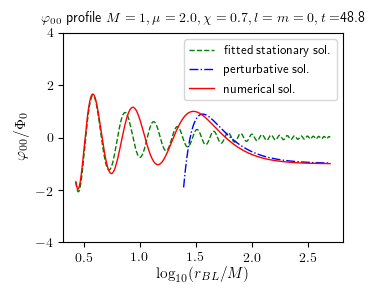 φ₀₀ profile M = 1, μ = 2.0, χ = 0.7, l = m = 0, t =48.8
fitted stationary sol.
perturbative sol.
numerical sol.
φ₀₀/Φ₀
4
2
0
−2
−4
0.5 1.0 1.5 2.0 2.5
log₁₀(r_BL/M)